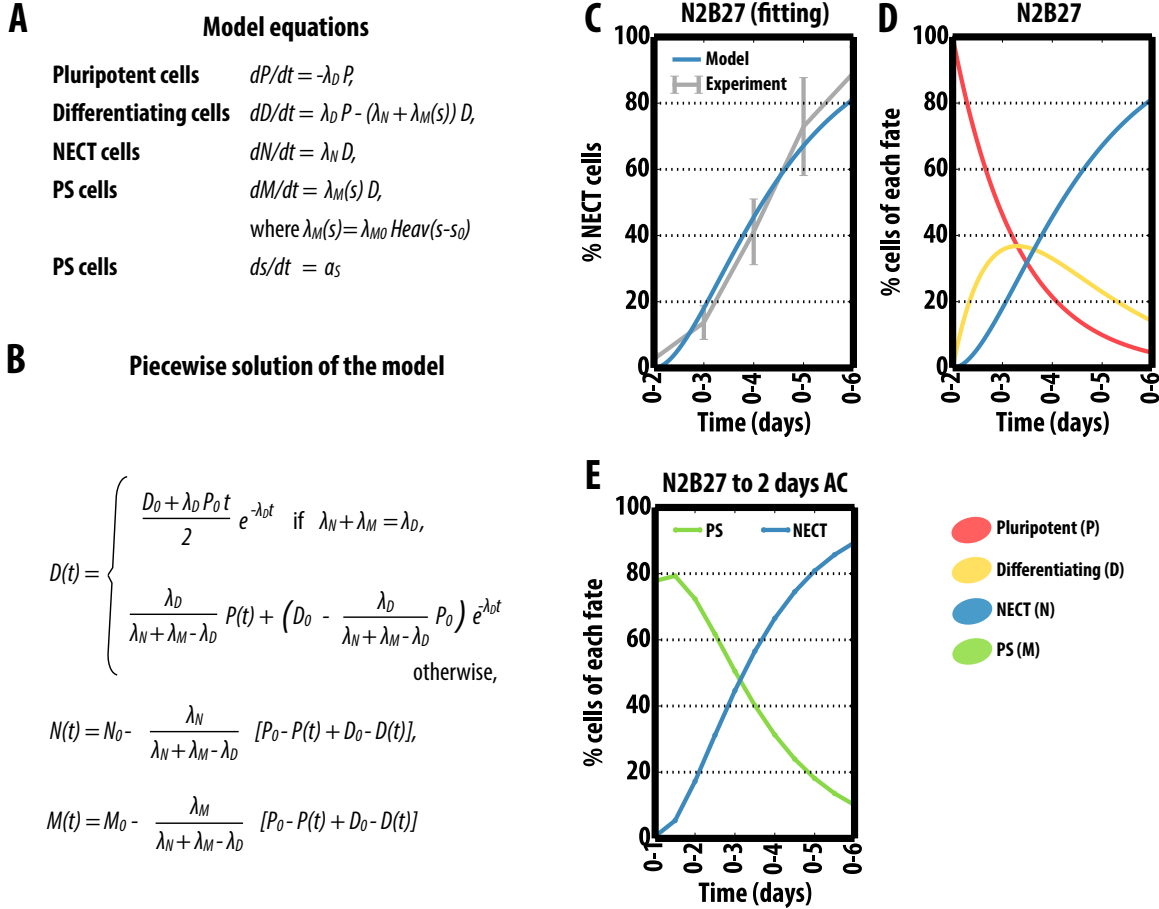 A
Model equations
Pluripotent cells dP/dt = -λD P,
Differentiating cells dD/dt = λD P - (λN + λM(s)) D,
NECT cells dN/dt = λN D,
PS cells dM/dt = λM(s) D,
where λM(s)= λM0 Heav(s-s0)
PS cells ds/dt = aS
B
Piecewise solution of the model
D(t) =
D0 + λD P0 t
2
e -λDt if λN + λM = λD,
λD
λN + λM - λD
P(t) + (D0 -
λD
λN + λM - λD
P0) e-λDt
otherwise,
N(t) = N0 -
λN
λN + λM - λD
[P0 - P(t) + D0 - D(t)],
M(t) = M0 -
λM
λN + λM - λD
[P0 - P(t) + D0 - D(t)]
C
N2B27 (fitting)
Model
Experiment
% NECT cells
100
80
60
40
20
0
0-2
0-3
0-4
0-5
0-6
Time (days)
D
N2B27
% cells of each fate
100
80
60
40
20
0
0-2
0-3
0-4
0-5
0-6
Time (days)
E
N2B27 to 2 days AC
PS
NECT
% cells of each fate
100
80
60
40
20
0
0-1
0-2
0-3
0-4
0-5
0-6
Time (days)
Pluripotent (P)
Differentiating (D)
NECT (N)
PS (M)